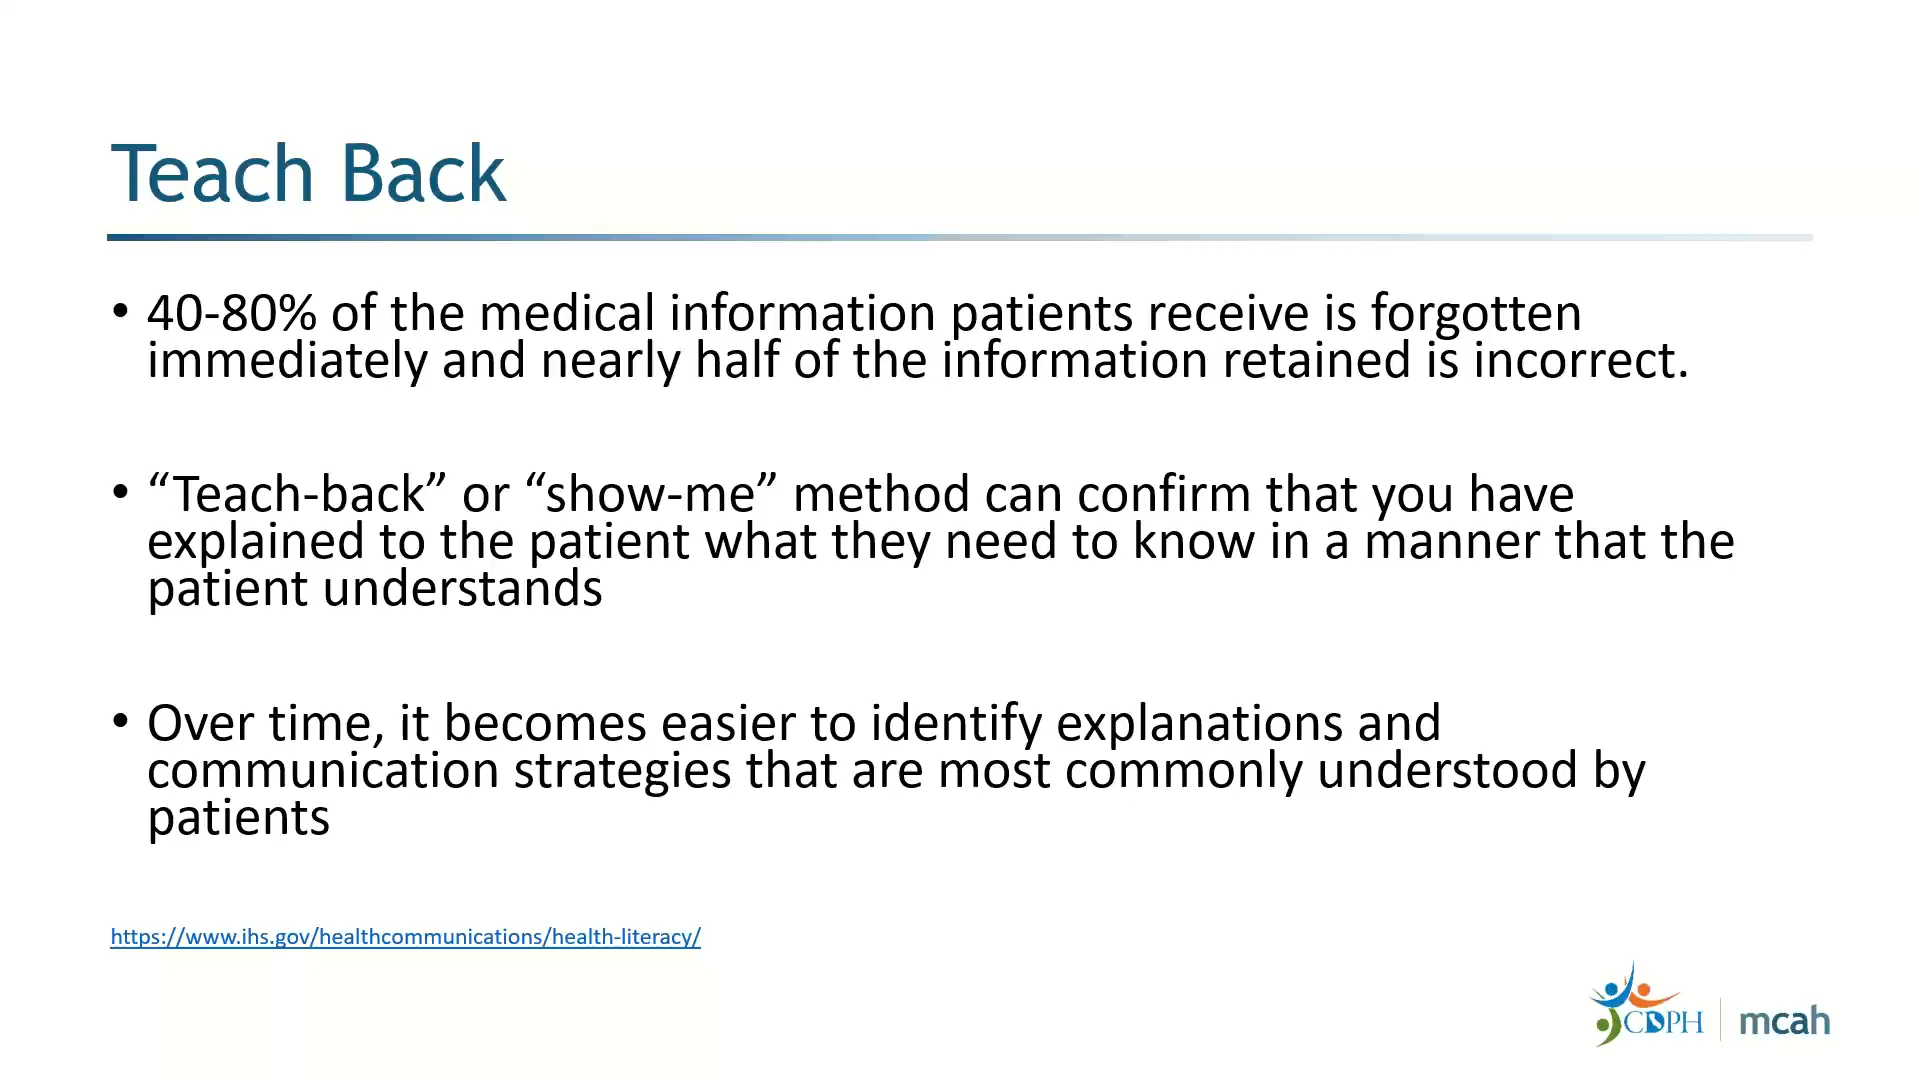 Teach Back
• 40-80% of the medical information patients receive is forgotten
immediately and nearly half of the information retained is incorrect.
• “Teach-back” or “show-me” method can confirm that you have
explained to the patient what they need to know in a manner that the
patient understands
• Over time, it becomes easier to identify explanations and
communication strategies that are most commonly understood by
patients
https://www.ihs.gov/healthcommunications/health-literacy/
CDPH | mcah